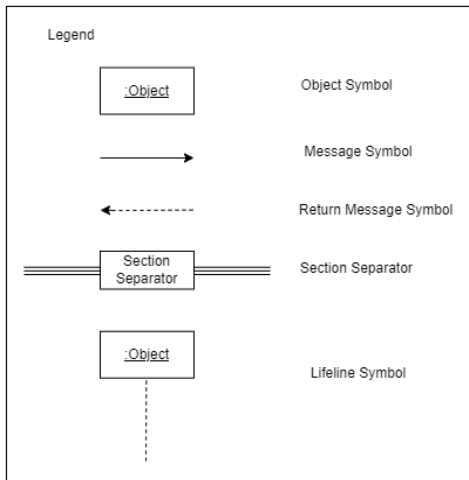 Legend
:Object
Object Symbol
Message Symbol
Return Message Symbol
Section
Separator
Section Separator
:Object
Lifeline Symbol